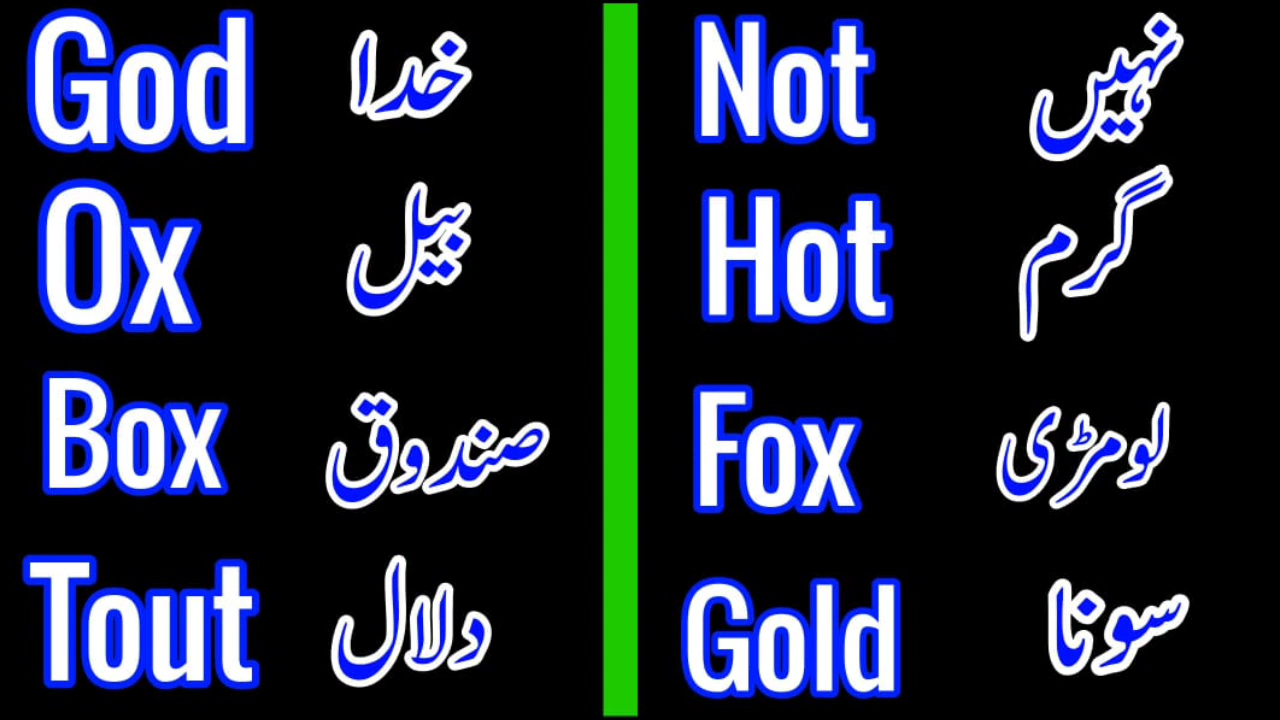 God خدا
Ox بیل
Box صندوق
Tout دلال
Not نہیں
Hot گرم
Fox لومڑی
Gold سونا